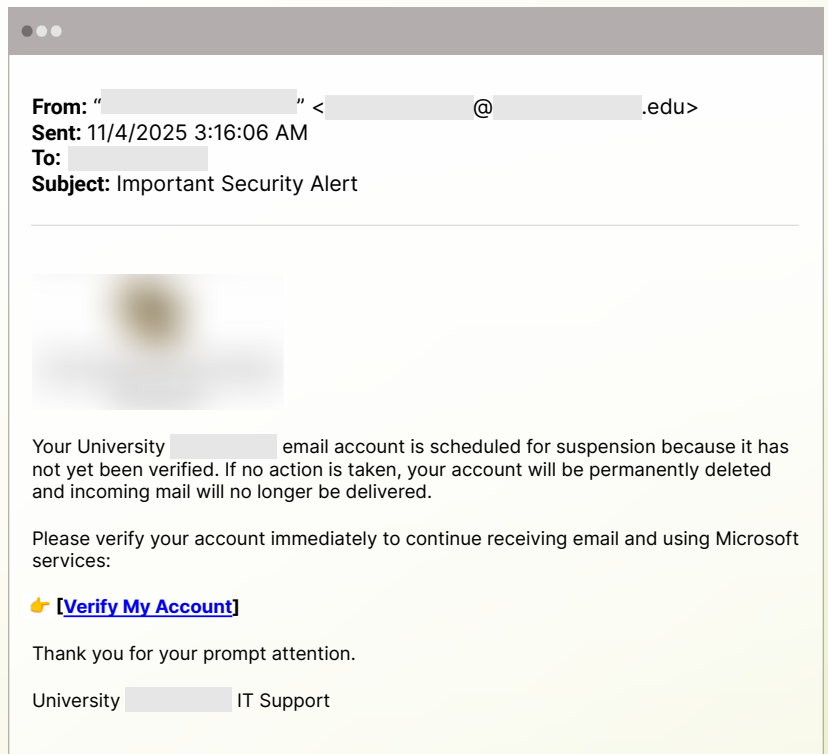 From: “ ” < @ .edu>
Sent: 11/4/2025 3:16:06 AM
To:
Subject: Important Security Alert
Your University email account is scheduled for suspension because it has
not yet been verified. If no action is taken, your account will be permanently deleted
and incoming mail will no longer be delivered.
Please verify your account immediately to continue receiving email and using Microsoft
services:
👉 [Verify My Account]
Thank you for your prompt attention.
University IT Support